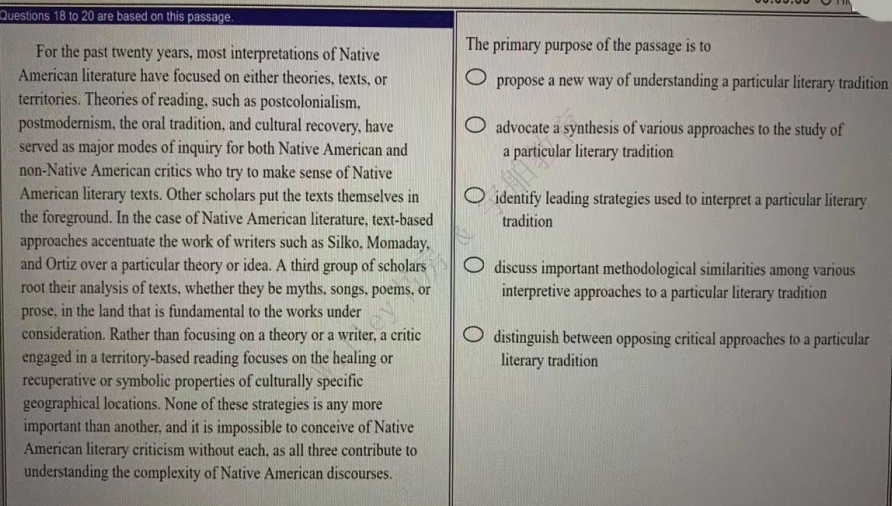 Questions 18 to 20 are based on this passage.
For the past twenty years, most interpretations of Native
American literature have focused on either theories, texts, or
territories. Theories of reading, such as postcolonialism,
postmodernism, the oral tradition, and cultural recovery, have
served as major modes of inquiry for both Native American and
non-Native American critics who try to make sense of Native
American literary texts. Other scholars put the texts themselves in
the foreground. In the case of Native American literature, text-based
approaches accentuate the work of writers such as Silko, Momaday,
and Ortiz over a particular theory or idea. A third group of scholars
root their analysis of texts, whether they be myths, songs, poems, or
prose, in the land that is fundamental to the works under
consideration. Rather than focusing on a theory or a writer, a critic
engaged in a territory-based reading focuses on the healing or
recuperative or symbolic properties of culturally specific
geographical locations. None of these strategies is any more
important than another, and it is impossible to conceive of Native
American literary criticism without each, as all three contribute to
understanding the complexity of Native American discourses.
The primary purpose of the passage is to
propose a new way of understanding a particular literary tradition
advocate a synthesis of various approaches to the study of
a particular literary tradition
identify leading strategies used to interpret a particular literary
tradition
discuss important methodological similarities among various
interpretive approaches to a particular literary tradition
distinguish between opposing critical approaches to a particular
literary tradition